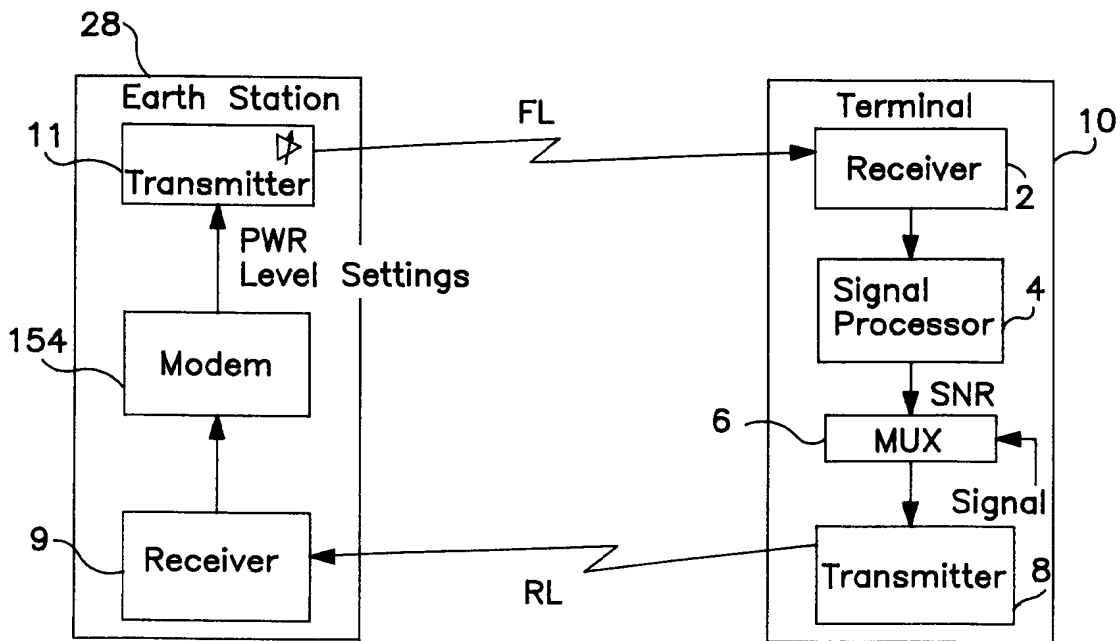 28
Earth Station
11
Transmitter
FL
Terminal
10
Receiver
2
PWR
Level Settings
Signal
Processor
4
154
Modem
SNR
6
MUX
Signal
9
Receiver
RL
Transmitter
8